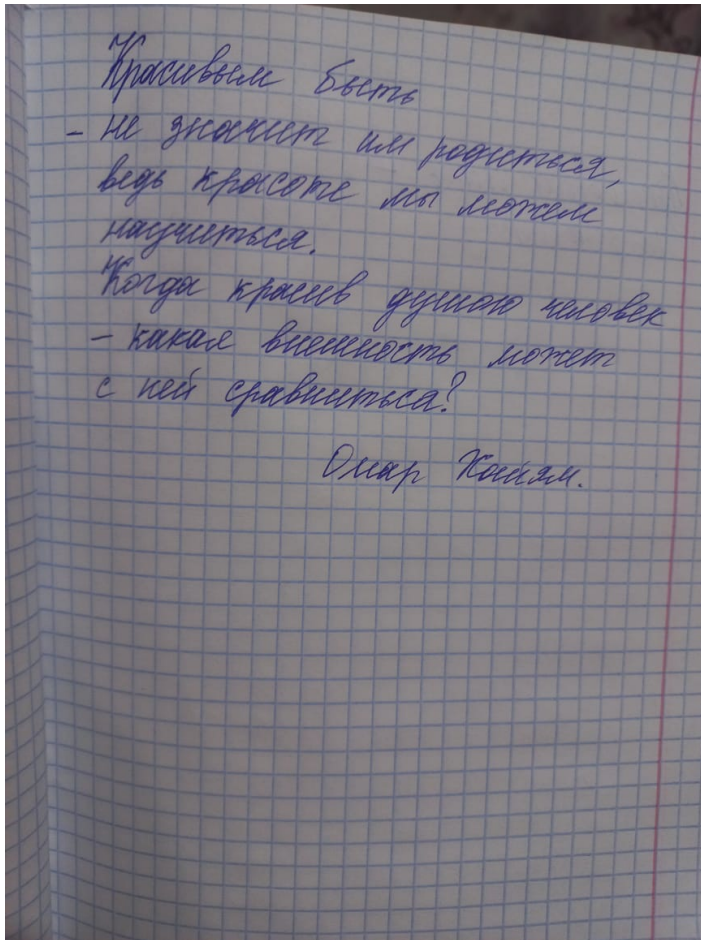 Красивым быть
- не значит им родиться,
ведь красоте мы можем
научиться.
Когда красив душою человек
- какая внешность может
с ней сравниться?
Омар Хайям.